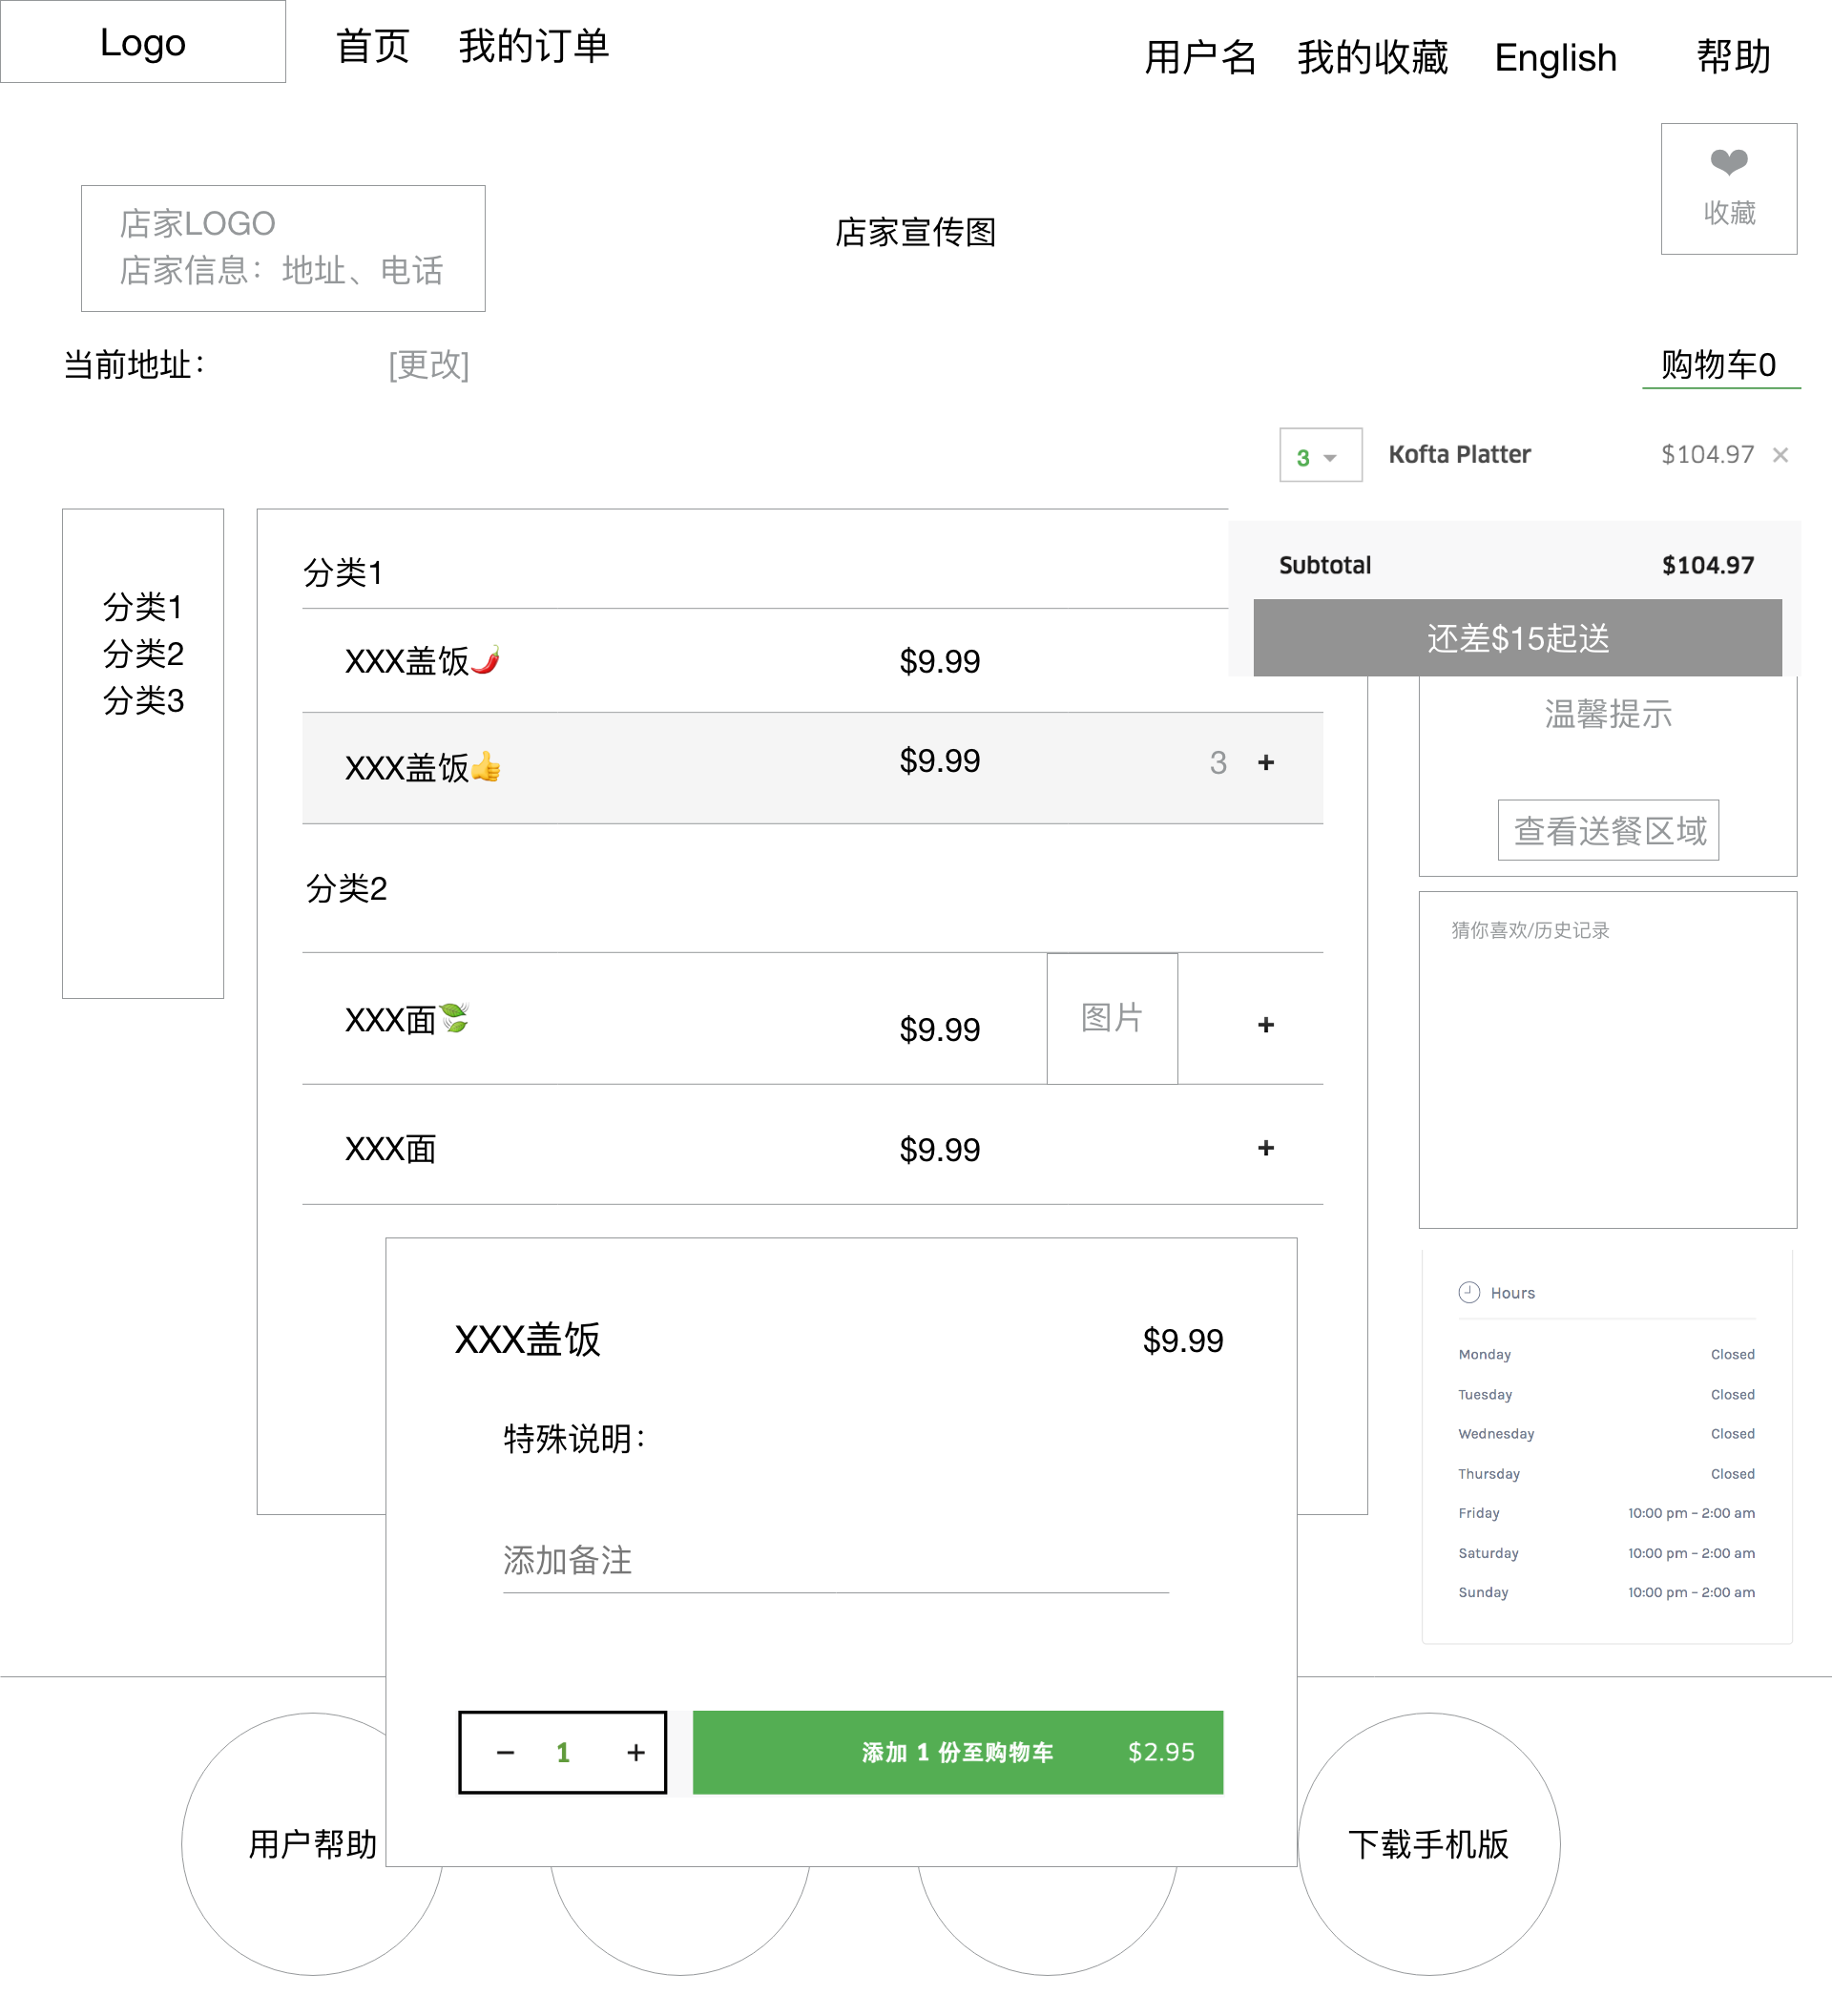 Logo 首页 我的订单 用户名 我的收藏 English 帮助
收藏
店家LOGO
店家信息：地址、电话
店家宣传图
当前地址： [更改] 购物车0
3 Kofta Platter $104.97 ×
Subtotal $104.97
还差$15起送
分类1
分类2
分类3
分类1
XXX盖饭🌶️ $9.99
XXX盖饭👍 $9.99 3 +
分类2
XXX面🍃 $9.99 图片 +
XXX面 $9.99 +
温馨提示
查看送餐区域
猜你喜欢/历史记录
Hours
Monday Closed
Tuesday Closed
Wednesday Closed
Thursday Closed
Friday 10:00 pm – 2:00 am
Saturday 10:00 pm – 2:00 am
Sunday 10:00 pm – 2:00 am
XXX盖饭 $9.99
特殊说明：
添加备注
− 1 + 添加 1 份至购物车 $2.95
用户帮助 下载手机版